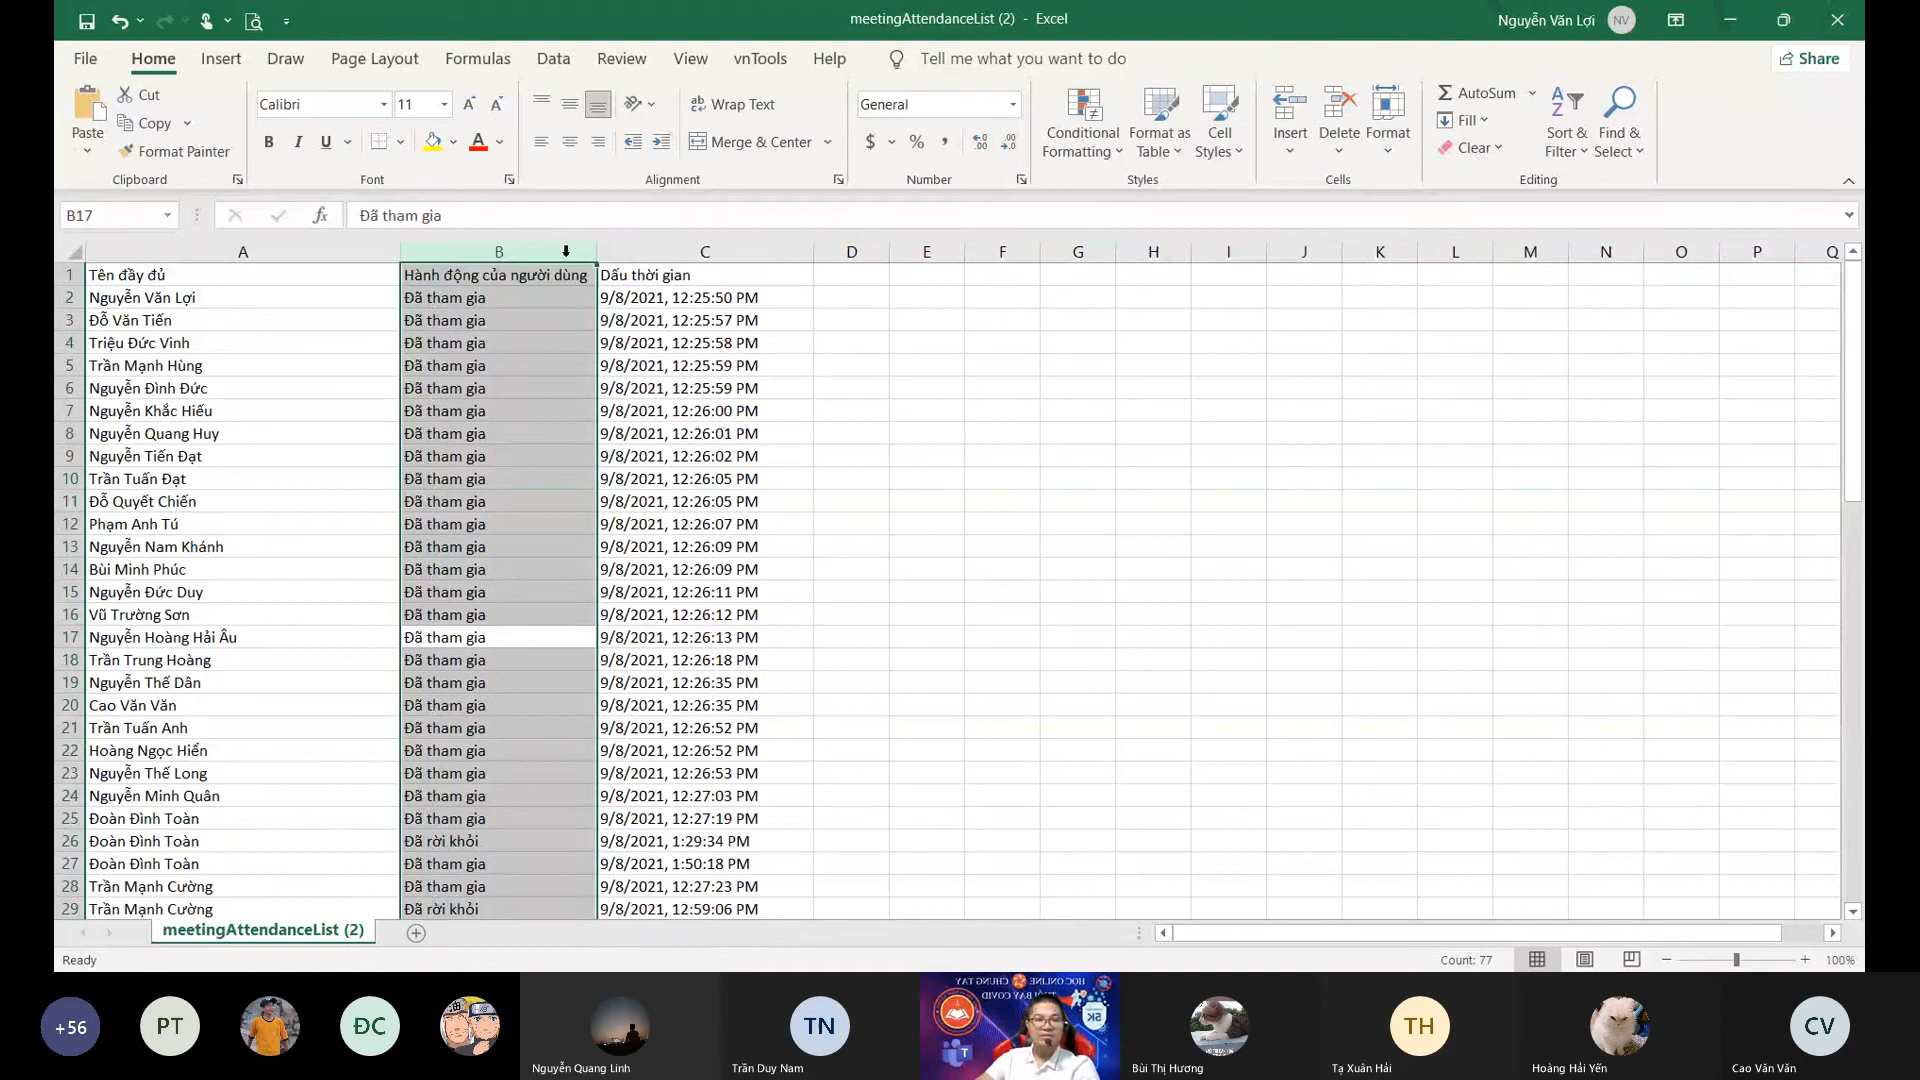 meetingAttendanceList (2) - Excel
Nguyễn Văn Lợi NV
File Home Insert Draw Page Layout Formulas Data Review View vnTools Help Tell me what you want to do Share
Paste
Cut
Copy
Format Painter
Clipboard
Calibri 11
B I U
Font
Wrap Text
Merge & Center
Alignment
General
$ % ,
Number
Conditional Formatting
Format as Table
Cell Styles
Styles
Insert Delete Format
Cells
AutoSum
Fill
Clear
Sort & Filter
Find & Select
Editing
B17 fx Đã tham gia
A B C D E F G H I J K L M N O P Q
1 Tên đầy đủ Hành động của người dùng Dấu thời gian
2 Nguyễn Văn Lợi Đã tham gia 9/8/2021, 12:25:50 PM
3 Đỗ Văn Tiến Đã tham gia 9/8/2021, 12:25:57 PM
4 Triệu Đức Vinh Đã tham gia 9/8/2021, 12:25:58 PM
5 Trần Mạnh Hùng Đã tham gia 9/8/2021, 12:25:59 PM
6 Nguyễn Đình Đức Đã tham gia 9/8/2021, 12:25:59 PM
7 Nguyễn Khắc Hiếu Đã tham gia 9/8/2021, 12:26:00 PM
8 Nguyễn Quang Huy Đã tham gia 9/8/2021, 12:26:01 PM
9 Nguyễn Tiến Đạt Đã tham gia 9/8/2021, 12:26:02 PM
10 Trần Tuấn Đạt Đã tham gia 9/8/2021, 12:26:05 PM
11 Đỗ Quyết Chiến Đã tham gia 9/8/2021, 12:26:05 PM
12 Phạm Anh Tú Đã tham gia 9/8/2021, 12:26:07 PM
13 Nguyễn Nam Khánh Đã tham gia 9/8/2021, 12:26:09 PM
14 Bùi Minh Phúc Đã tham gia 9/8/2021, 12:26:09 PM
15 Nguyễn Đức Duy Đã tham gia 9/8/2021, 12:26:11 PM
16 Vũ Trường Sơn Đã tham gia 9/8/2021, 12:26:12 PM
17 Nguyễn Hoàng Hải Âu Đã tham gia 9/8/2021, 12:26:13 PM
18 Trần Trung Hoàng Đã tham gia 9/8/2021, 12:26:18 PM
19 Nguyễn Thế Dân Đã tham gia 9/8/2021, 12:26:35 PM
20 Cao Văn Văn Đã tham gia 9/8/2021, 12:26:35 PM
21 Trần Tuấn Anh Đã tham gia 9/8/2021, 12:26:52 PM
22 Hoàng Ngọc Hiển Đã tham gia 9/8/2021, 12:26:52 PM
23 Nguyễn Thế Long Đã tham gia 9/8/2021, 12:26:53 PM
24 Nguyễn Minh Quân Đã tham gia 9/8/2021, 12:27:03 PM
25 Đoàn Đình Toàn Đã tham gia 9/8/2021, 12:27:19 PM
26 Đoàn Đình Toàn Đã rời khỏi 9/8/2021, 1:29:34 PM
27 Đoàn Đình Toàn Đã tham gia 9/8/2021, 1:50:18 PM
28 Trần Mạnh Cường Đã tham gia 9/8/2021, 12:27:23 PM
29 Trần Mạnh Cường Đã rời khỏi 9/8/2021, 12:59:06 PM
meetingAttendanceList (2)
Ready Count: 77 100%
+56 PT ĐC TN TH CV
HỌC ONLINE CHUNG TAY
THỔI BAY COVID
5K
Nguyễn Quang Linh Trần Duy Nam Bùi Thị Hương Tạ Xuân Hải Hoàng Hải Yến Cao Văn Văn